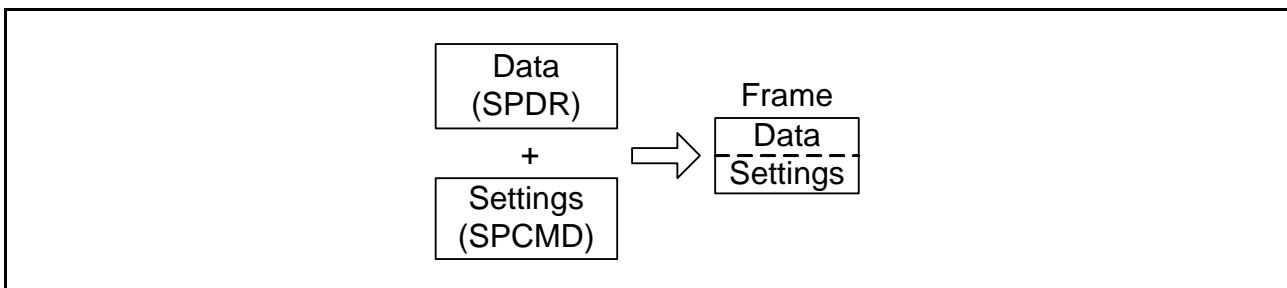 Data
(SPDR)
+
Settings
(SPCMD)
Frame
Data
Settings